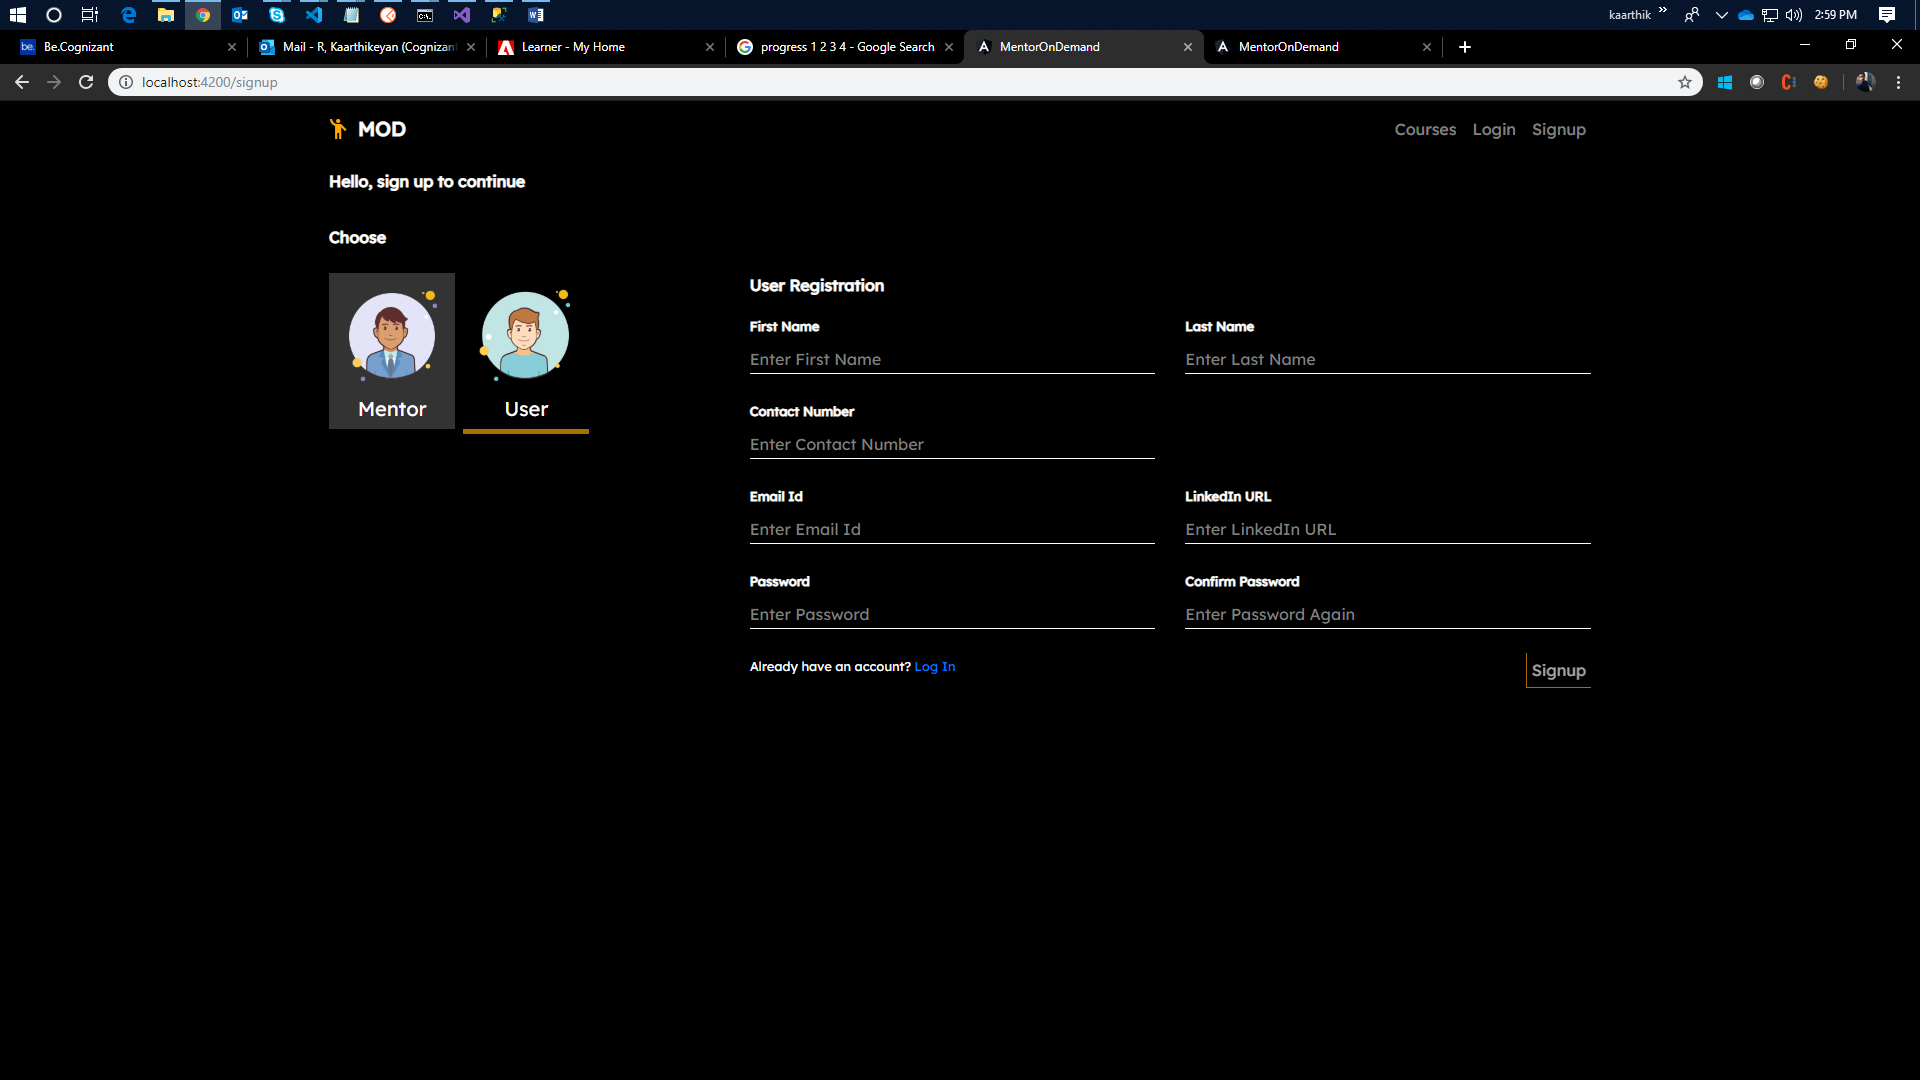 kaarthik
2:59 PM
be. Be.Cognizant
Mail - R, Kaarthikeyan (Cognizant
Learner - My Home
progress 1 2 3 4 - Google Search
MentorOnDemand
MentorOnDemand
localhost:4200/signup
MOD
Courses Login Signup
Hello, sign up to continue
Choose
Mentor
User
User Registration
First Name
Last Name
Enter First Name
Enter Last Name
Contact Number
Enter Contact Number
Email Id
LinkedIn URL
Enter Email Id
Enter LinkedIn URL
Password
Confirm Password
Enter Password
Enter Password Again
Already have an account? Log In
Signup